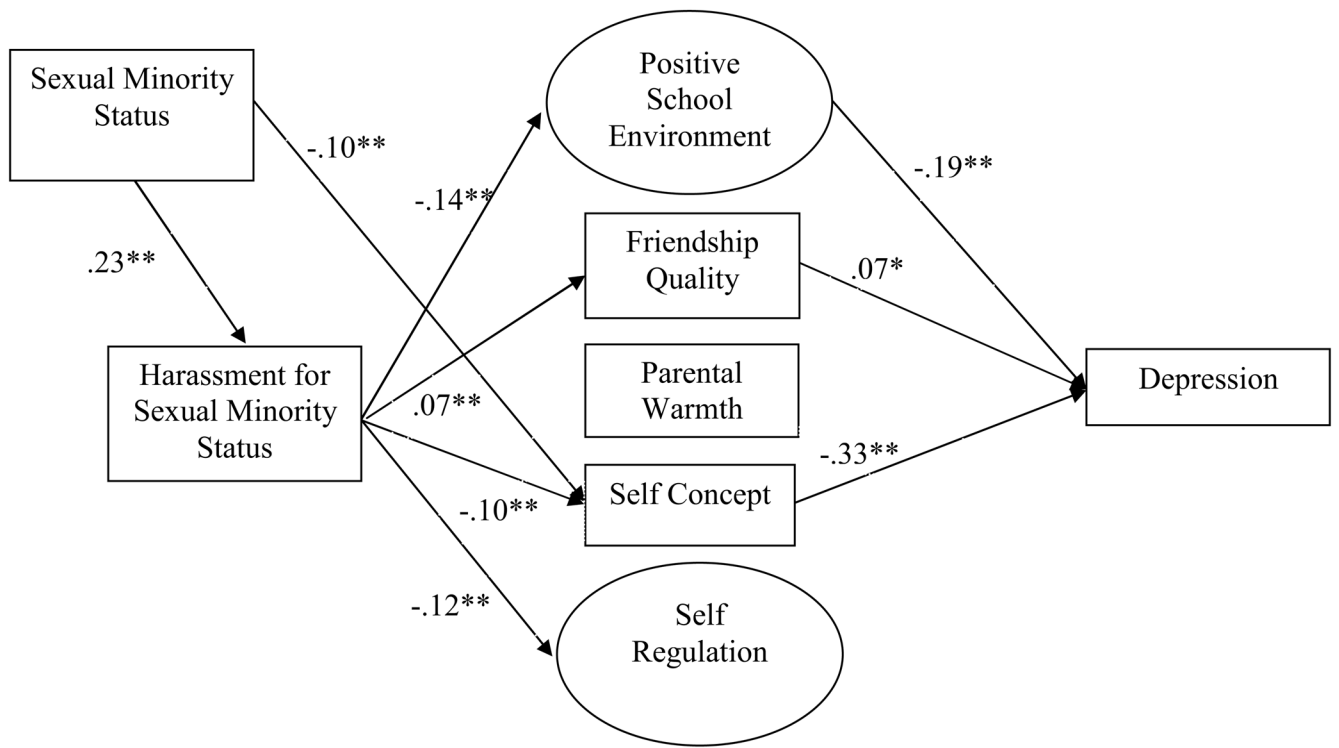 Sexual Minority
Status
Positive
School
Environment
-.10**
-.14**
-.19**
.23**
Friendship
Quality
.07*
Harassment for
Sexual Minority
Status
Parental
Warmth
Depression
.07**
-.33**
Self Concept
-.10**
-.12**
Self
Regulation